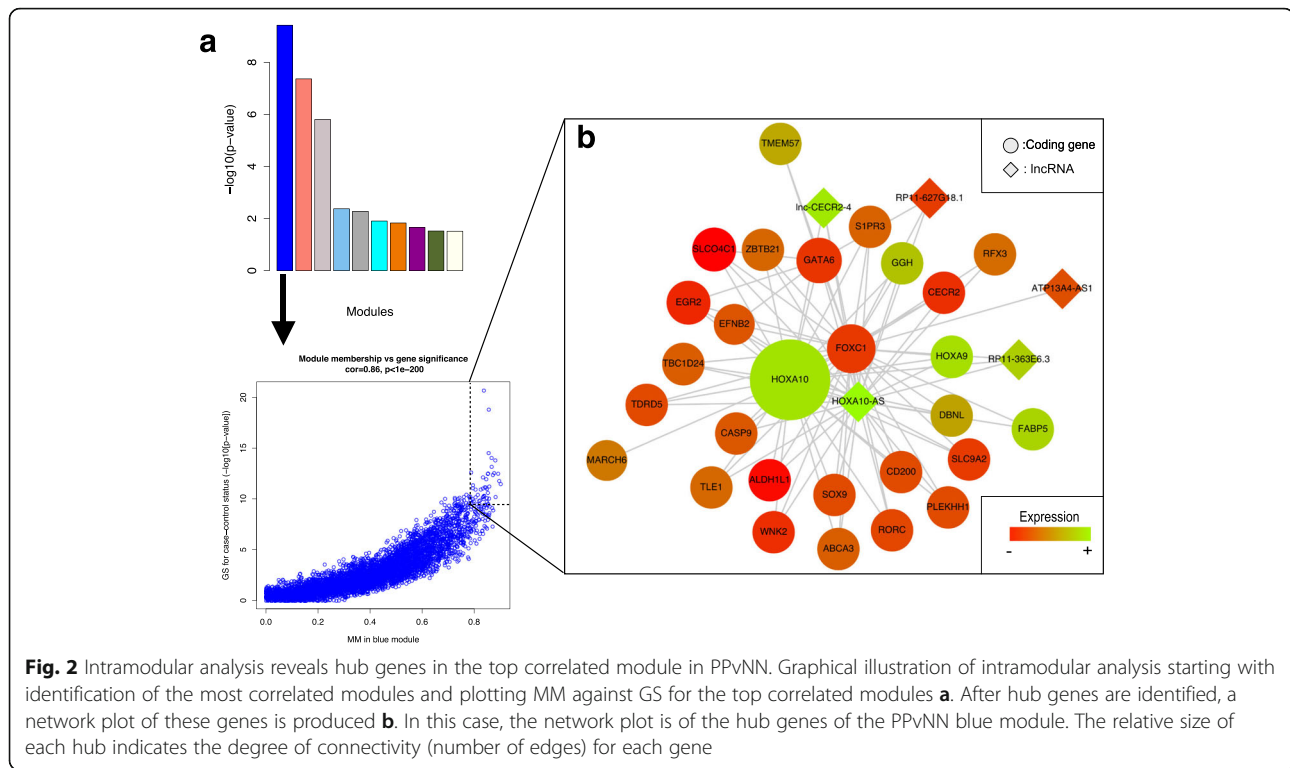 a
8
6
4
2
0
−log10(p−value)
Modules
Module membership vs gene significance
cor=0.86, p<1e−200
20
15
10
5
0
GS for case−control status (−log10[p−value])
0.0 0.2 0.4 0.6 0.8
MM in blue module
b
:Coding gene
: lncRNA
TMEM57
lnc-CECR2-4
RP11-627G18.1
S1PR3
SLCO4C1
ZBTB21
GATA6
GGH
RFX3
EGR2
CECR2
ATP13A4-AS1
EFNB2
FOXC1
TBC1D24
HOXA9
RP11-363E6.3
HOXA10
HOXA10-AS
TDRD5
DBNL
FABP5
CASP9
MARCH6
SLC9A2
TLE1
ALDH1L1
CD200
SOX9
PLEKHH1
WNK2
RORC
ABCA3
Expression
- +
Fig. 2 Intramodular analysis reveals hub genes in the top correlated module in PPvNN. Graphical illustration of intramodular analysis starting with
identification of the most correlated modules and plotting MM against GS for the top correlated modules a. After hub genes are identified, a
network plot of these genes is produced b. In this case, the network plot is of the hub genes of the PPvNN blue module. The relative size of
each hub indicates the degree of connectivity (number of edges) for each gene